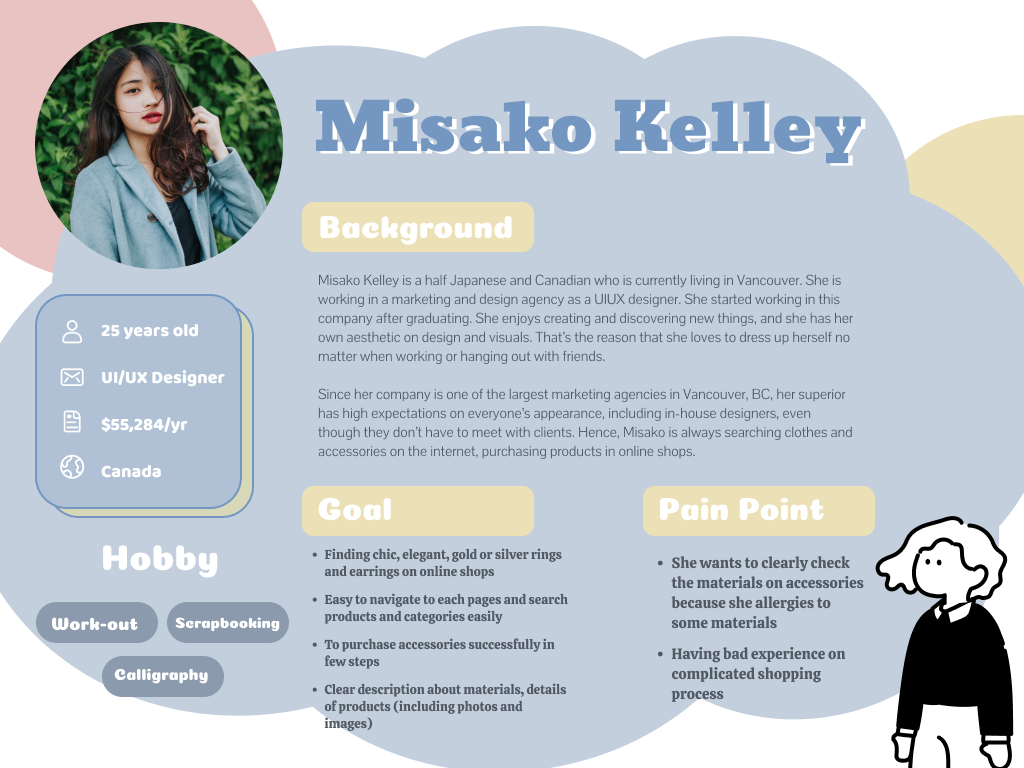 Misako Kelley
Background
Misako Kelley is a half Japanese and Canadian who is currently living in Vancouver. She is
working in a marketing and design agency as a UIUX designer. She started working in this
company after graduating. She enjoys creating and discovering new things, and she has her
own aesthetic on design and visuals. That's the reason that she loves to dress up herself no
matter when working or hanging out with friends.
Since her company is one of the largest marketing agencies in Vancouver, BC, her superior
has high expectations on everyone's appearance, including in-house designers, even
though they don't have to meet with clients. Hence, Misako is always searching clothes and
accessories on the internet, purchasing products in online shops.
25 years old
UI/UX Designer
$55,284/yr
Canada
Hobby
Work-out
Scrapbooking
Calligraphy
Goal
• Finding chic, elegant, gold or silver rings
and earrings on online shops
• Easy to navigate to each pages and search
products and categories easily
• To purchase accessories successfully in
few steps
• Clear description about materials, details
of products (including photos and
images)
Pain Point
• She wants to clearly check
the materials on accessories
because she allergies to
some materials
• Having bad experience on
complicated shopping
process